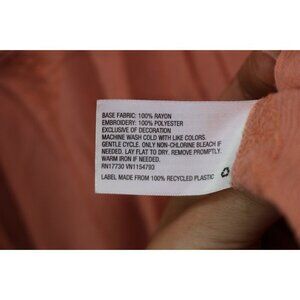 BASE FABRIC: 100% RAYON
EMBROIDERY: 100% POLYESTER
EXCLUSIVE OF DECORATION
MACHINE WASH COLD WITH LIKE COLORS.
GENTLE CYCLE. ONLY NON-CHLORINE BLEACH IF
NEEDED. LAY FLAT TO DRY. REMOVE PROMPTLY.
WARM IRON IF NEEDED.
RN17730 VN1154793
LABEL MADE FROM 100% RECYCLED PLASTIC